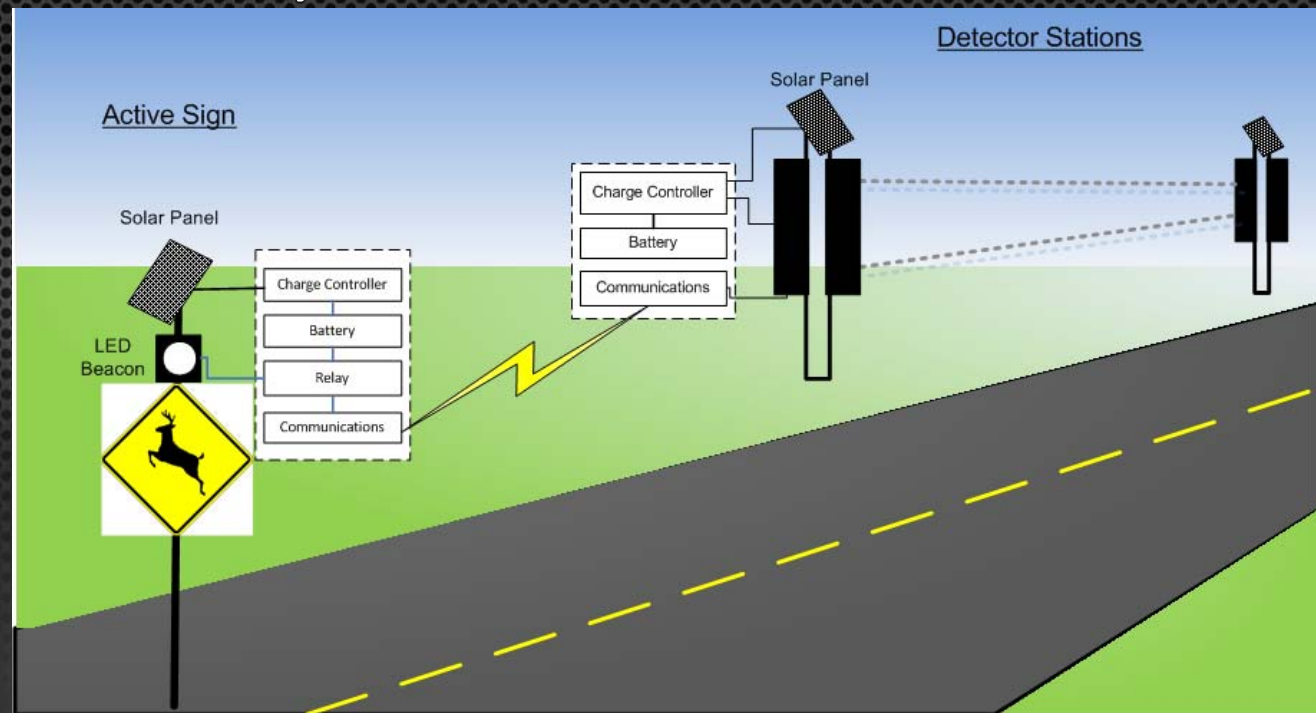 Active Sign
Solar Panel
LED
Beacon
Charge Controller
Battery
Relay
Communications
Detector Stations
Solar Panel
Charge Controller
Battery
Communications